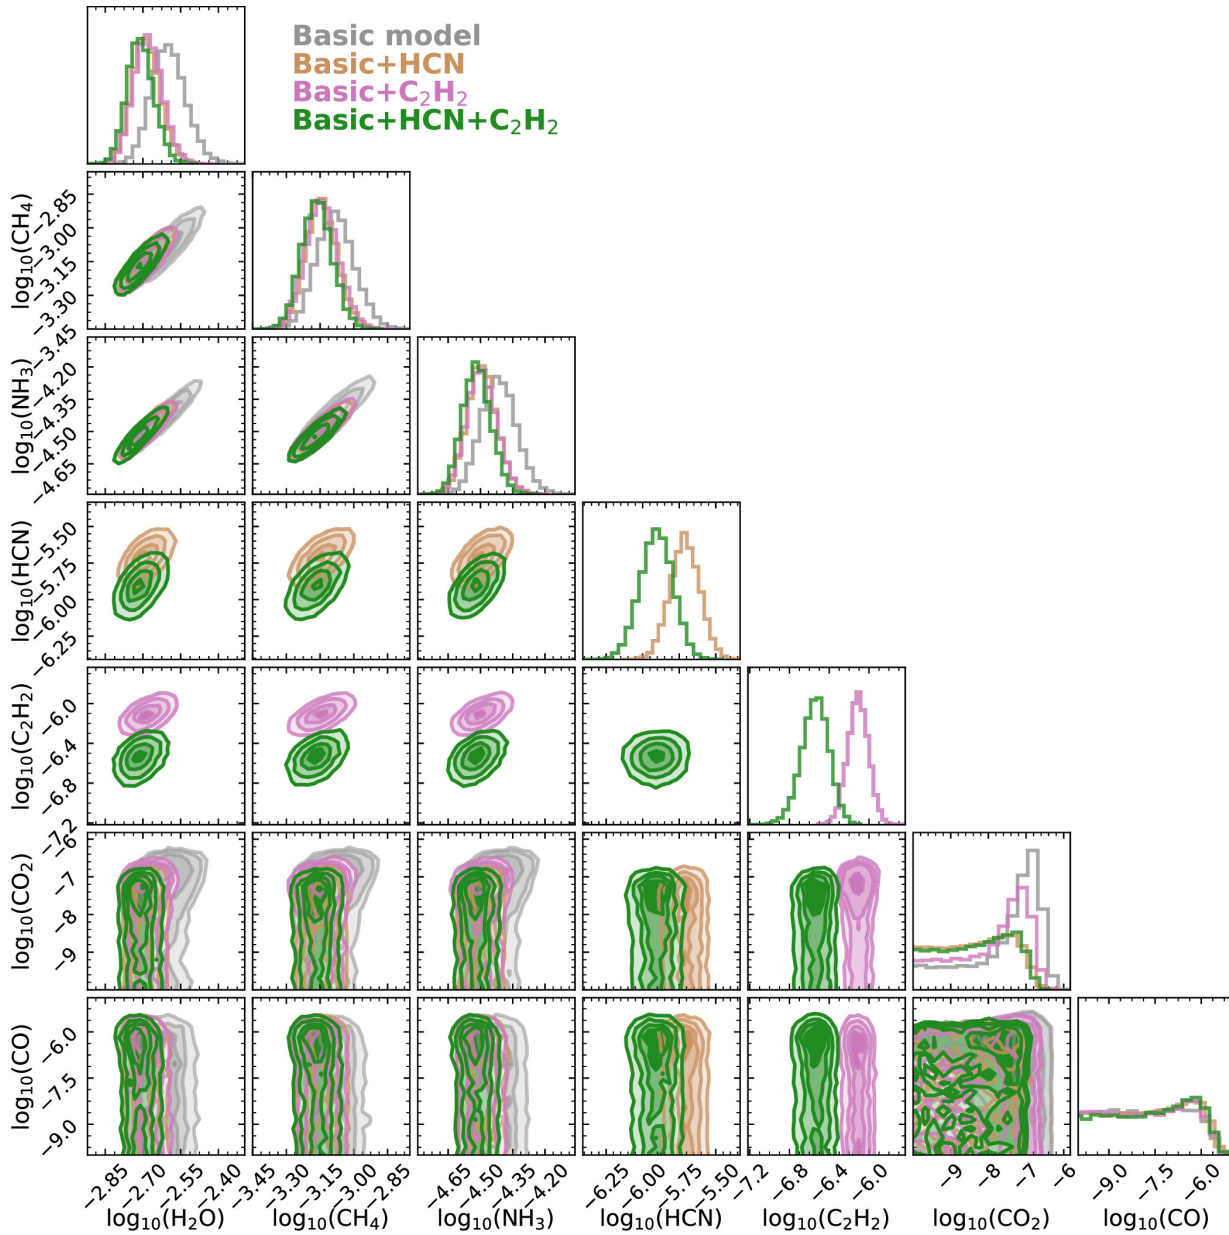 Basic model
Basic+HCN
Basic+C₂H₂
Basic+HCN+C₂H₂
log₁₀(CH₄)
−2.85
−3.00
−3.15
−3.30
−3.45
log₁₀(NH₃)
−4.20
−4.35
−4.50
−4.65
log₁₀(HCN)
−5.50
−5.75
−6.00
−6.25
log₁₀(C₂H₂)
−6.0
−6.4
−6.8
−7.2
log₁₀(CO₂)
−6
−7
−8
−9
log₁₀(CO)
−6.0
−7.5
−9.0
−2.85 −2.70 −2.55 −2.40
−3.45 −3.30 −3.15 −3.00 −2.85
−4.65 −4.50 −4.35 −4.20
−6.25 −6.00 −5.75 −5.50
−7.2 −6.8 −6.4 −6.0
−9 −8 −7 −6
−9.0 −7.5 −6.0
log₁₀(H₂O) log₁₀(CH₄) log₁₀(NH₃) log₁₀(HCN) log₁₀(C₂H₂) log₁₀(CO₂) log₁₀(CO)